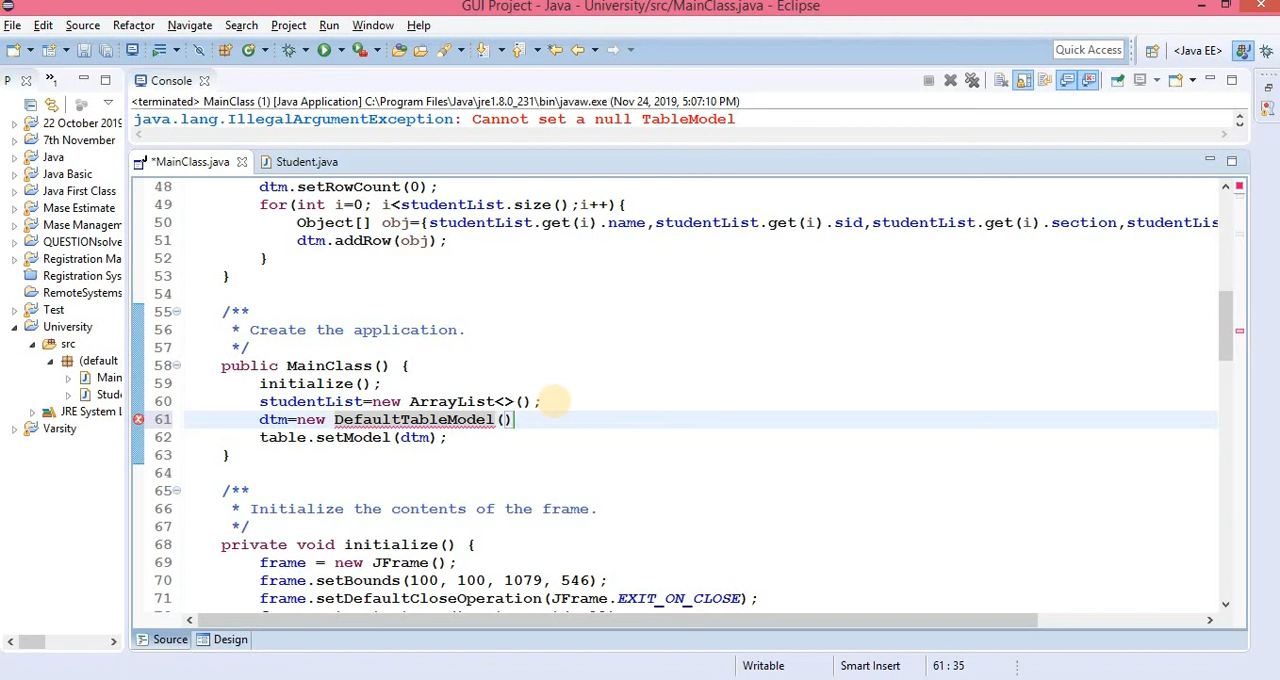 GUI Project - Java - University/src/MainClass.java - Eclipse
File Edit Source Refactor Navigate Search Project Run Window Help
Quick Access <Java EE>
P 1 Console
<terminated> MainClass (1) [Java Application] C:\Program Files\Java\jre1.8.0_231\bin\javaw.exe (Nov 24, 2019, 5:07:10 PM)
java.lang.IllegalArgumentException: Cannot set a null TableModel
22 October 2019
7th November
Java
Java Basic
Java First Class
Mase Estimate
Mase Managem
QUESTIONsolve
Registration Ma
Registration Sys
RemoteSystems
Test
University
src
(default
Main
Stud
JRE System L
Varsity
*MainClass.java Student.java
48 dtm.setRowCount(0);
49 for(int i=0; i<studentList.size();i++){
50 Object[] obj={studentList.get(i).name,studentList.get(i).sid,studentList.get(i).section,studentLis
51 dtm.addRow(obj);
52 }
53 }
54
55 /**
56 * Create the application.
57 */
58 public MainClass() {
59 initialize();
60 studentList=new ArrayList<>();
61 dtm=new DefaultTableModel()
62 table.setModel(dtm);
63 }
64
65 /**
66 * Initialize the contents of the frame.
67 */
68 private void initialize() {
69 frame = new JFrame();
70 frame.setBounds(100, 100, 1079, 546);
71 frame.setDefaultCloseOperation(JFrame.EXIT_ON_CLOSE);
Source Design
Writable Smart Insert 61 : 35